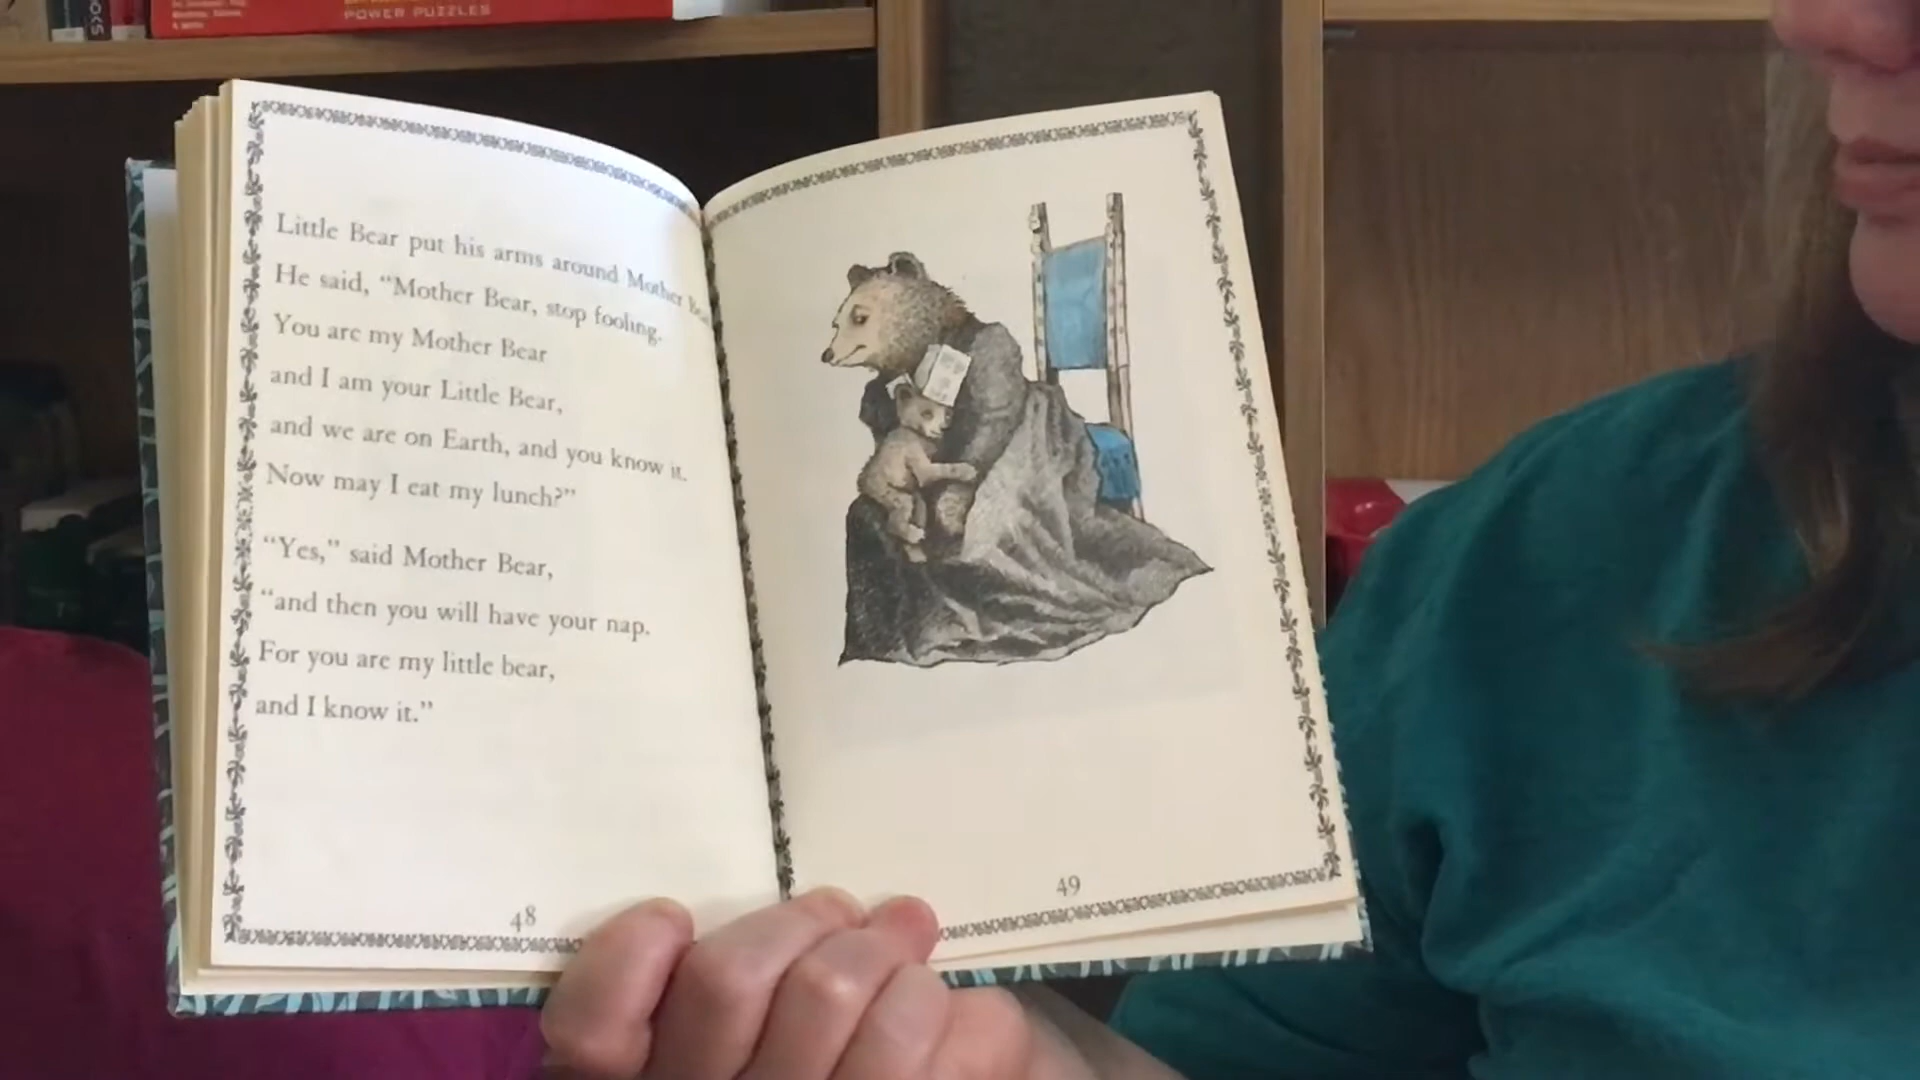 POWER PUZZLES
OOKS
Little Bear put his arms around Mother
He said, “Mother Bear, stop fooling.
You are my Mother Bear
and I am your Little Bear,
and we are on Earth, and you know it.
Now may I eat my lunch?”
“Yes,” said Mother Bear,
“and then you will have your nap.
For you are my little bear,
and I know it.”
48
49